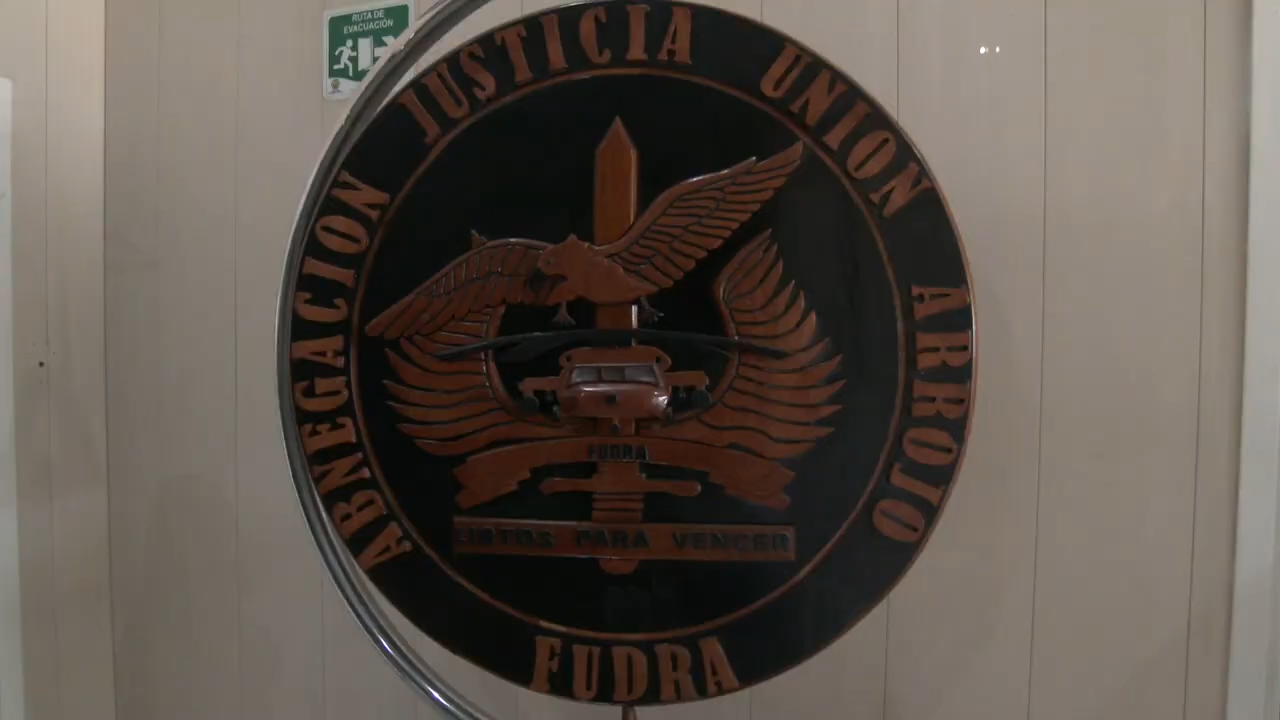 RUTA DE
EVACUACIÓN
ABNEGACION JUSTICIA UNION ARROJO
FUDRA
LISTOS PARA VENCER
FUDRA